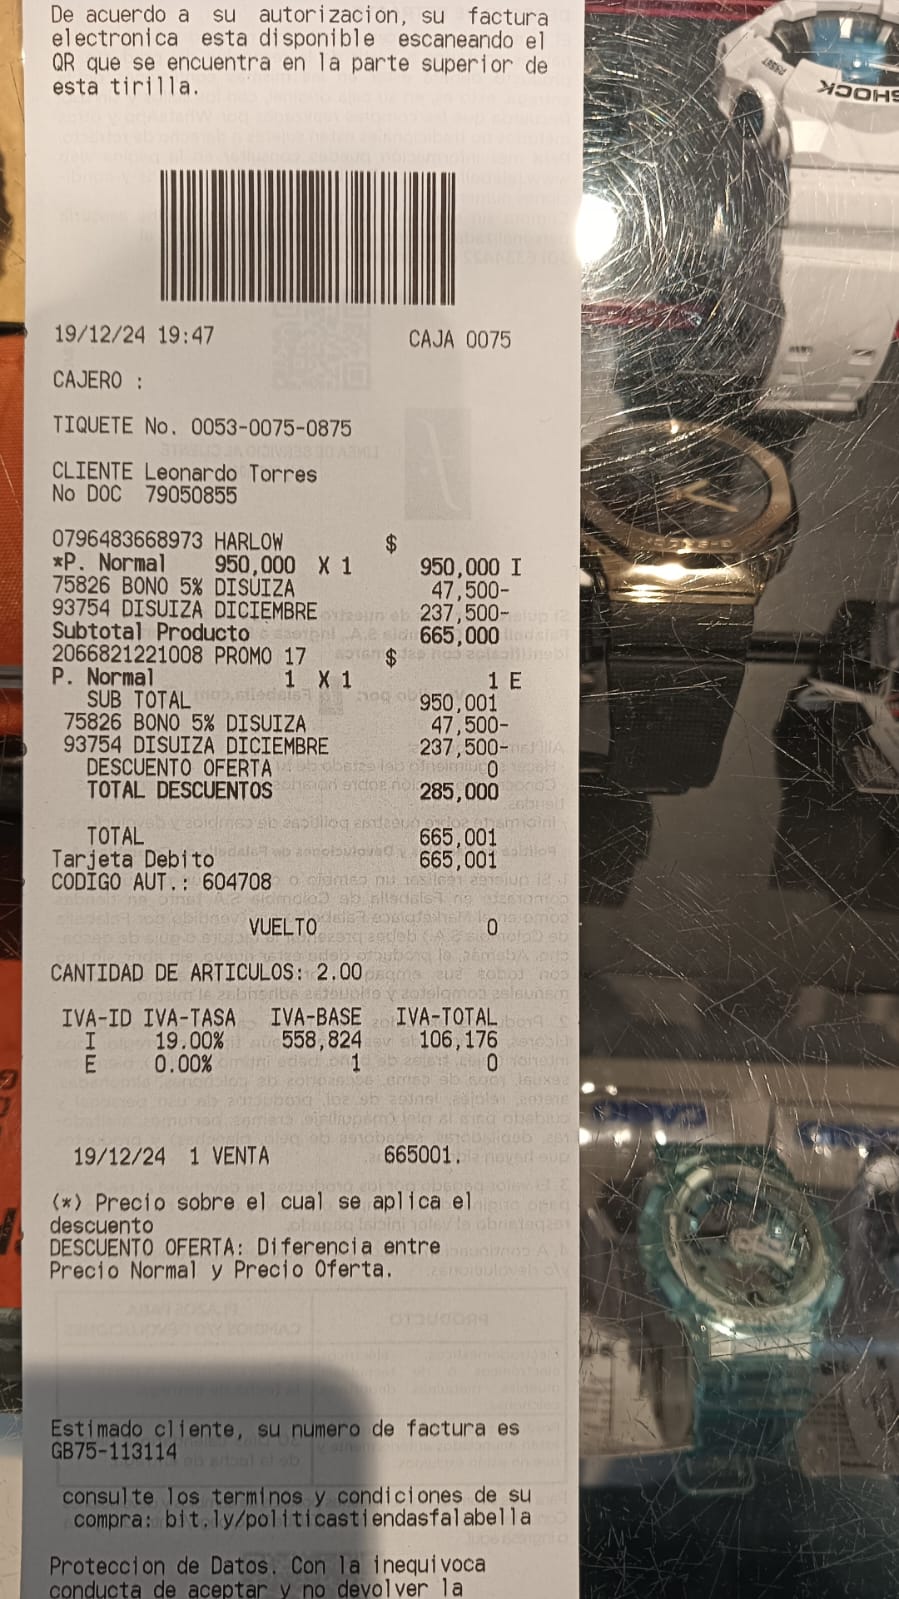 De acuerdo a su autorización, su factura
electronica esta disponible escaneando el
QR que se encuentra en la parte superior de
esta tirilla.
19/12/24 19:47 CAJA 0075
CAJERO :
TIQUETE No. 0053-0075-0875
CLIENTE Leonardo Torres
No DOC 79050855
0796483668973 HARLOW $
*P. Normal 950,000 X 1 950,000 I
75826 BONO 5% DISUIZA 47,500-
93754 DISUIZA DICIEMBRE 237,500-
Subtotal Producto 665,000
2066821221008 PROMO 17 $
P. Normal 1 X 1 1 E
SUB TOTAL 950,001
75826 BONO 5% DISUIZA 47,500-
93754 DISUIZA DICIEMBRE 237,500-
DESCUENTO OFERTA 0
TOTAL DESCUENTOS 285,000
TOTAL 665,001
Tarjeta Debito 665,001
CODIGO AUT.: 604708
VUELTO 0
CANTIDAD DE ARTICULOS: 2.00
IVA-ID IVA-TASA IVA-BASE IVA-TOTAL
I 19.00% 558,824 106,176
E 0.00% 1 0
19/12/24 1 VENTA 665001.
(*) Precio sobre el cual se aplica el
descuento
DESCUENTO OFERTA: Diferencia entre
Precio Normal y Precio Oferta.
Estimado cliente, su numero de factura es
GB75-113114
consulte los terminos y condiciones de su
compra: bit.ly/politicastiendasfalabella
Proteccion de Datos. Con la inequivoca
conducta de aceptar y no devolver la